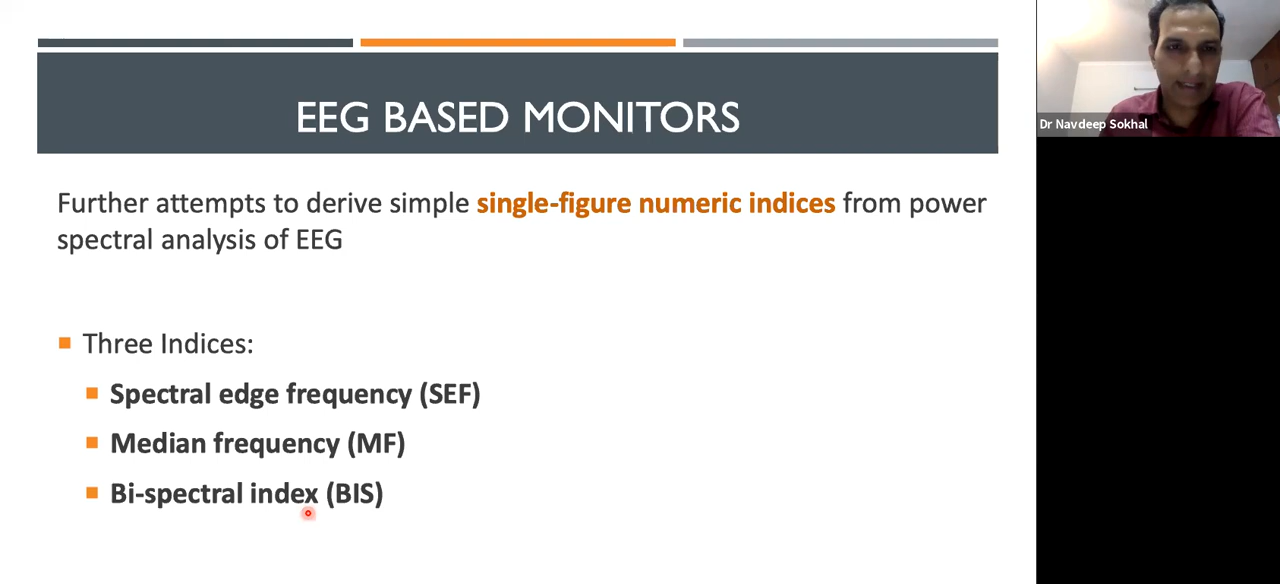 EEG BASED MONITORS
Dr Navdeep Sokhal
Further attempts to derive simple single-figure numeric indices from power
spectral analysis of EEG
Three Indices:
Spectral edge frequency (SEF)
Median frequency (MF)
Bi-spectral index (BIS)